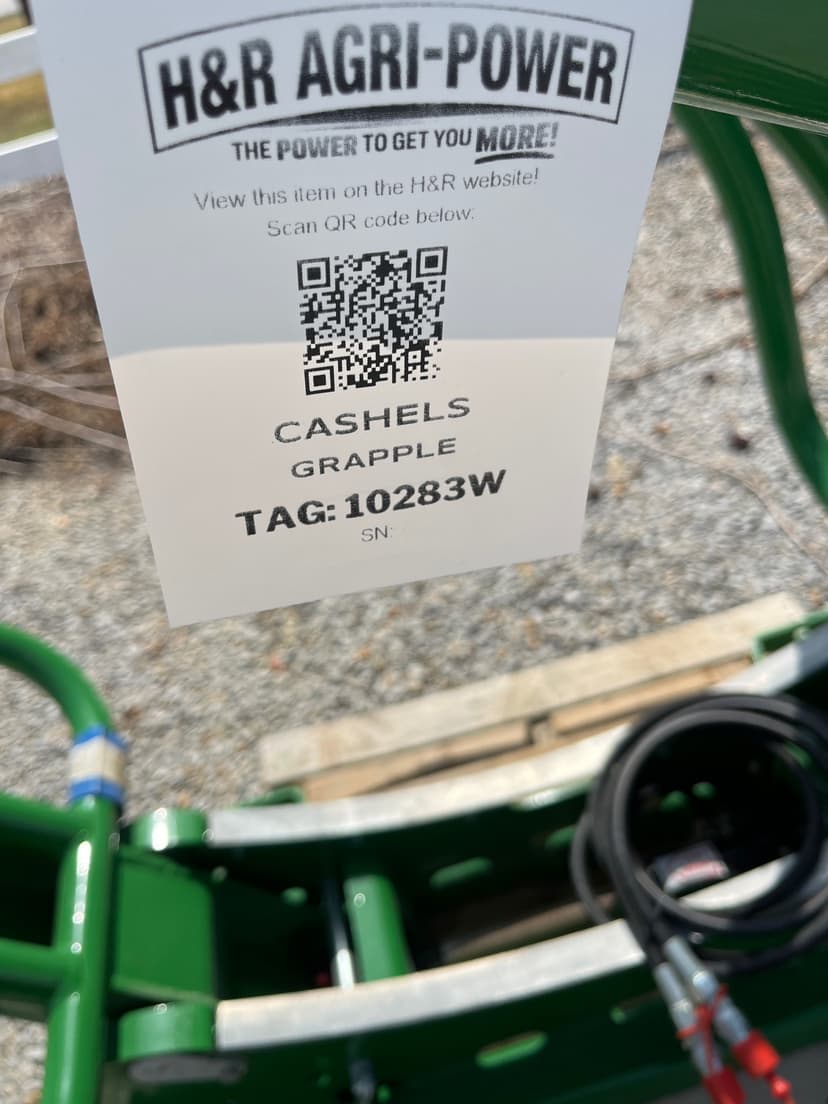 H&R AGRI-POWER
THE POWER TO GET YOU MORE!
View this item on the H&R website!
Scan QR code below:
CASHELS
GRAPPLE
TAG: 10283W
SN: